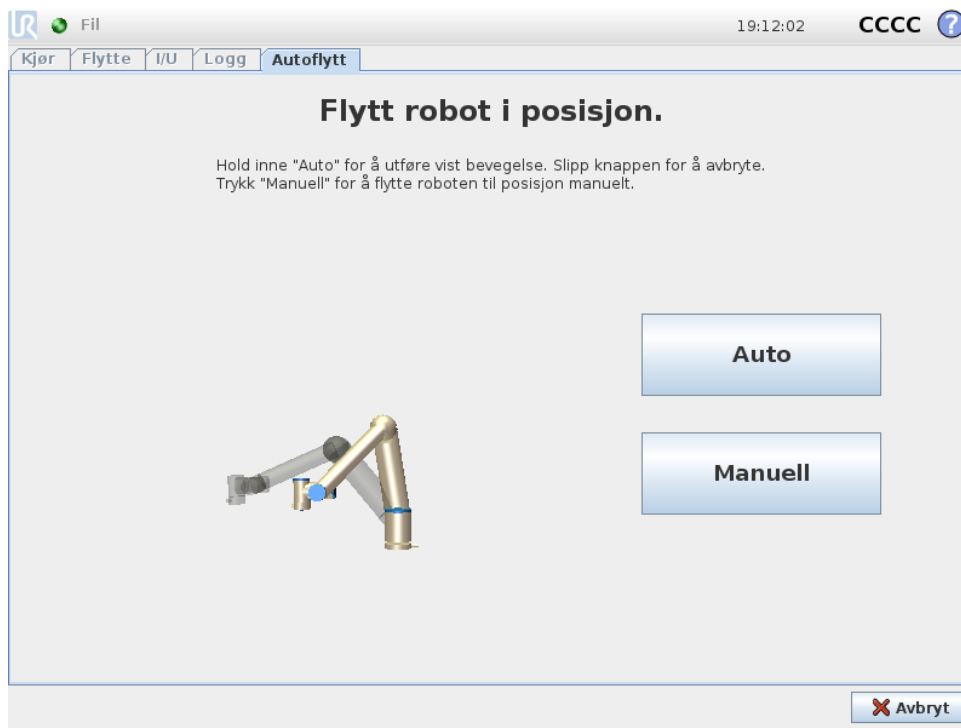 UR Fil 19:12:02 CCCC ?
Kjør Flytte I/U Logg Autoflytt
Flytt robot i posisjon.
Hold inne "Auto" for å utføre vist bevegelse. Slipp knappen for å avbryte.
Trykk "Manuell" for å flytte roboten til posisjon manuelt.
Auto
Manuell
Avbryt